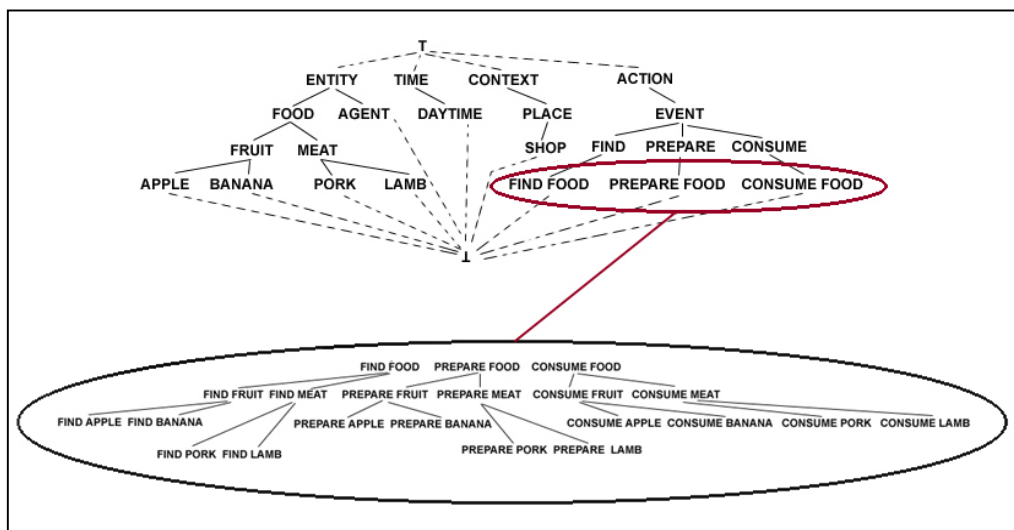 T
ENTITY TIME CONTEXT ACTION
FOOD AGENT DAYTIME PLACE EVENT
FRUIT MEAT SHOP FIND PREPARE CONSUME
APPLE BANANA PORK LAMB FIND FOOD PREPARE FOOD CONSUME FOOD
⊥
FIND FOOD PREPARE FOOD CONSUME FOOD
FIND FRUIT FIND MEAT PREPARE FRUIT PREPARE MEAT CONSUME FRUIT CONSUME MEAT
FIND APPLE FIND BANANA PREPARE APPLE PREPARE BANANA CONSUME APPLE CONSUME BANANA CONSUME PORK CONSUME LAMB
FIND PORK FIND LAMB PREPARE PORK PREPARE LAMB